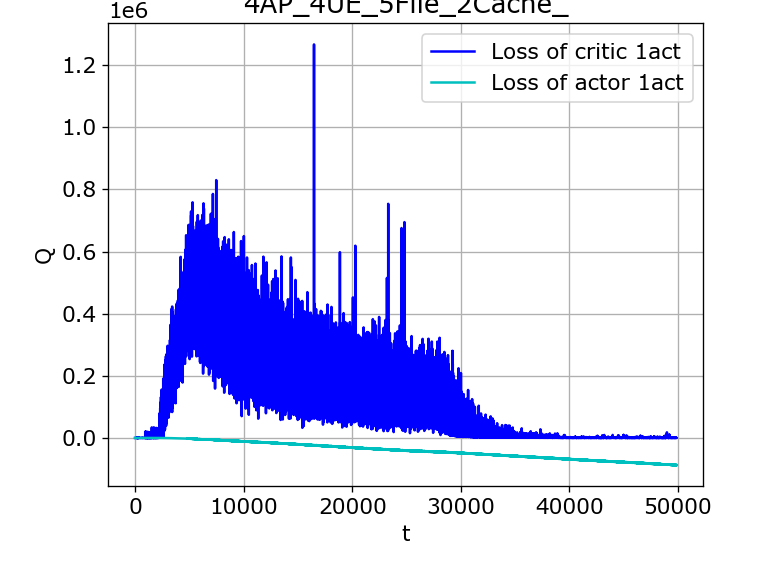 4AP_4UE_5File_2Cache_
1e6
Loss of critic 1act
Loss of actor 1act
1.2
1.0
0.8
0.6
0.4
0.2
0.0
Q
0 10000 20000 30000 40000 50000
t